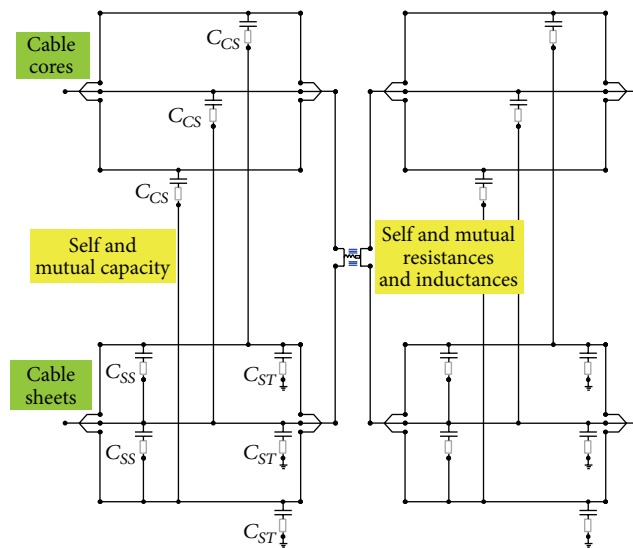 Cable
cores
C_CS
C_CS
C_CS
Self and
mutual capacity
Self and mutual
resistances
and inductances
Cable
sheets
C_SS
C_ST
C_SS
C_ST
C_ST